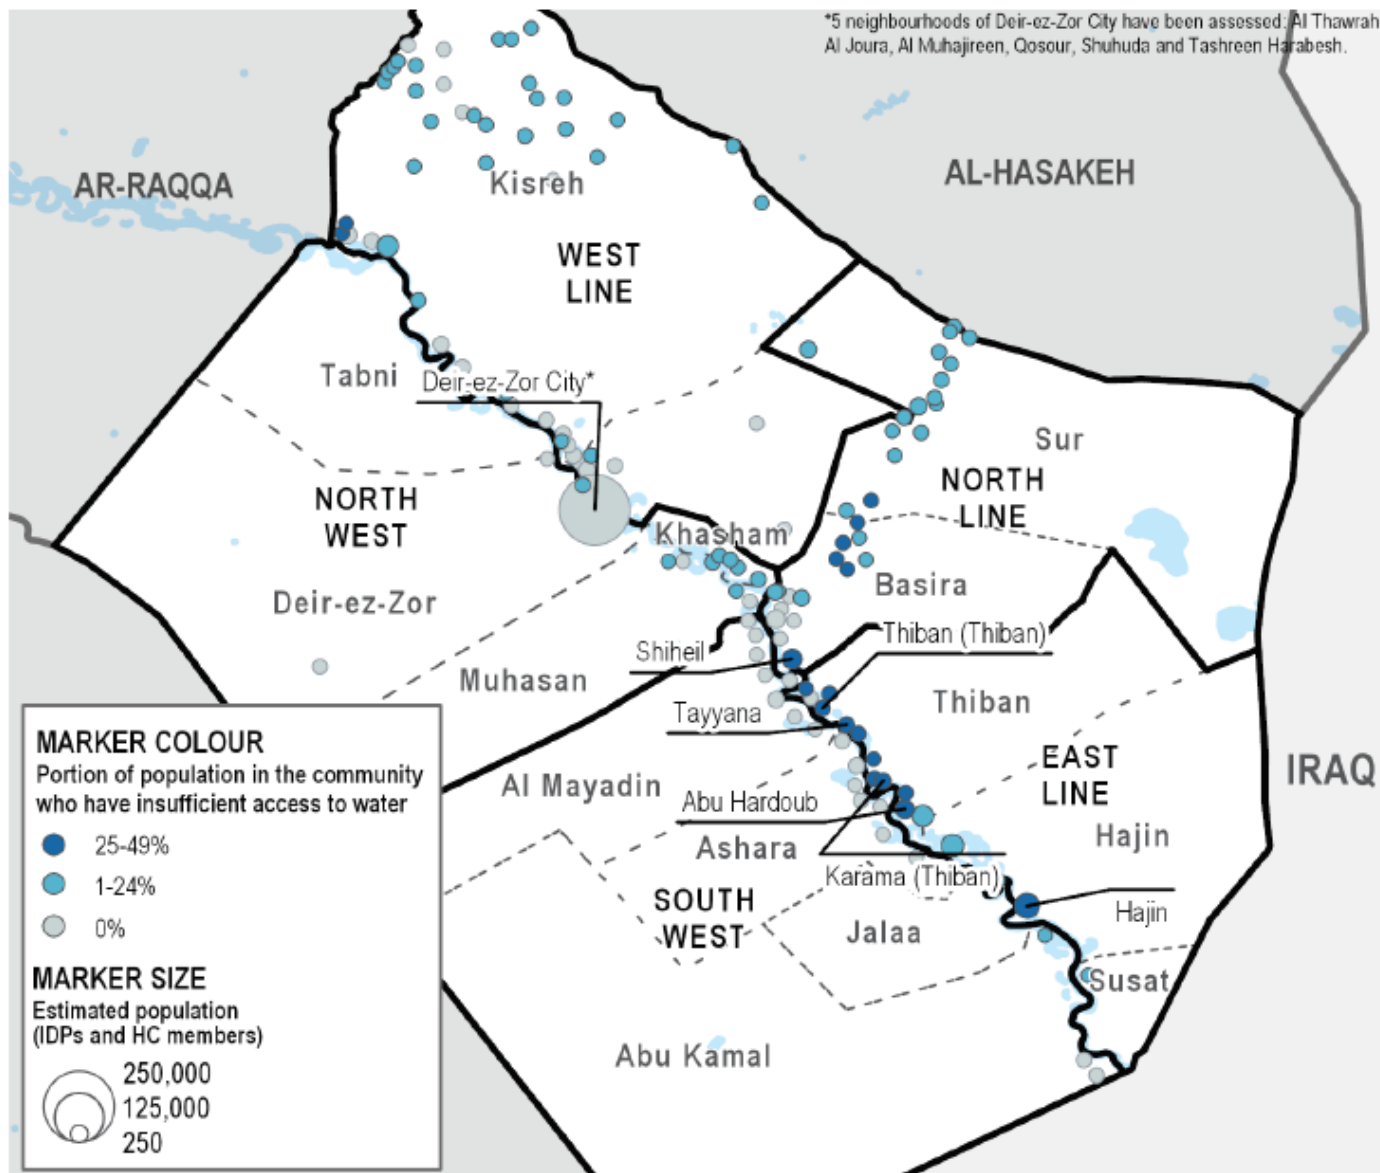 *5 neighbourhoods of Deir-ez-Zor City have been assessed: Al Thawrah
Al Joura, Al Muhajireen, Qosour, Shuhuda and Tashreen Harabesh.
AR-RAQQA
AL-HASAKEH
Kisreh
WEST
LINE
Tabni
Deir-ez-Zor City*
Sur
NORTH
WEST
NORTH
LINE
Khasham
Deir-ez-Zor
Basira
Shiheil
Thiban (Thiban)
Muhasan
Thiban
Tayyana
EAST
LINE
IRAQ
Al Mayadin
Abu Hardoub
Ashara
Hajin
Karama (Thiban)
SOUTH
WEST
Jalaa
Hajin
Susat
Abu Kamal
MARKER COLOUR
Portion of population in the community
who have insufficient access to water
25-49%
1-24%
0%
MARKER SIZE
Estimated population
(IDPs and HC members)
250,000
125,000
250